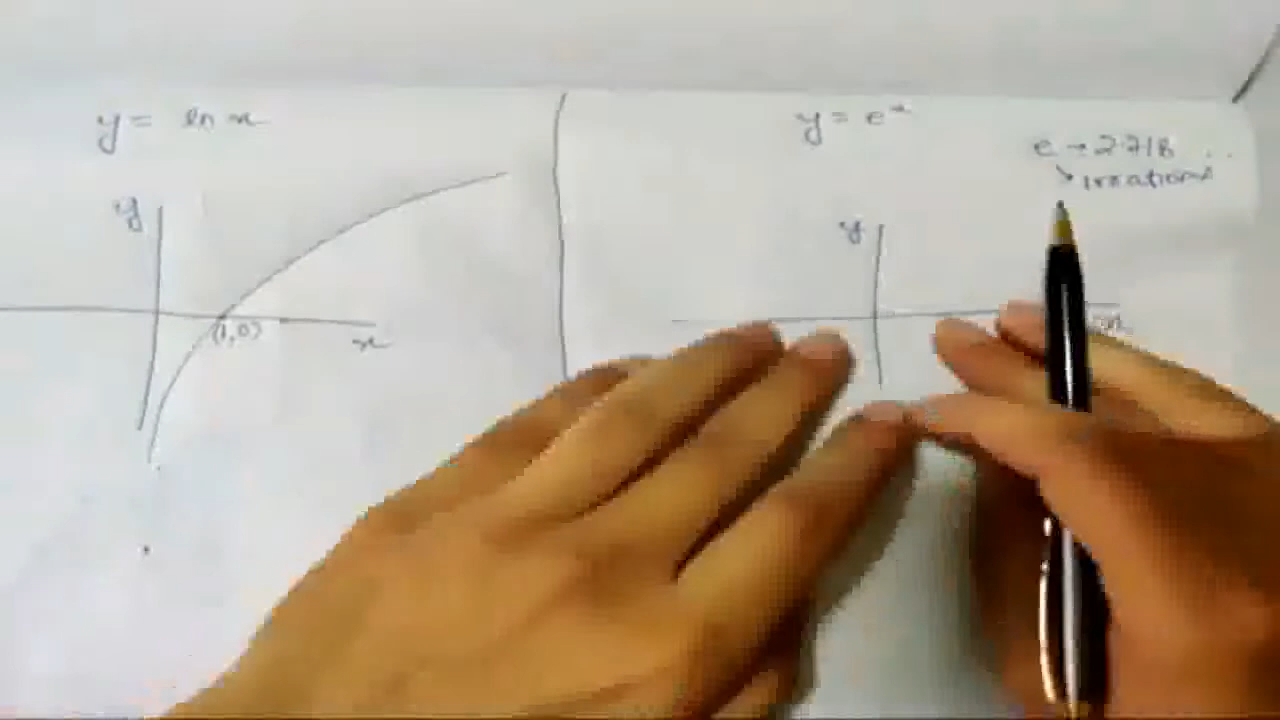 y = ln x
y
(1,0)
x
y = e^x
e → 2.718 ...
↘ irrational
y
x